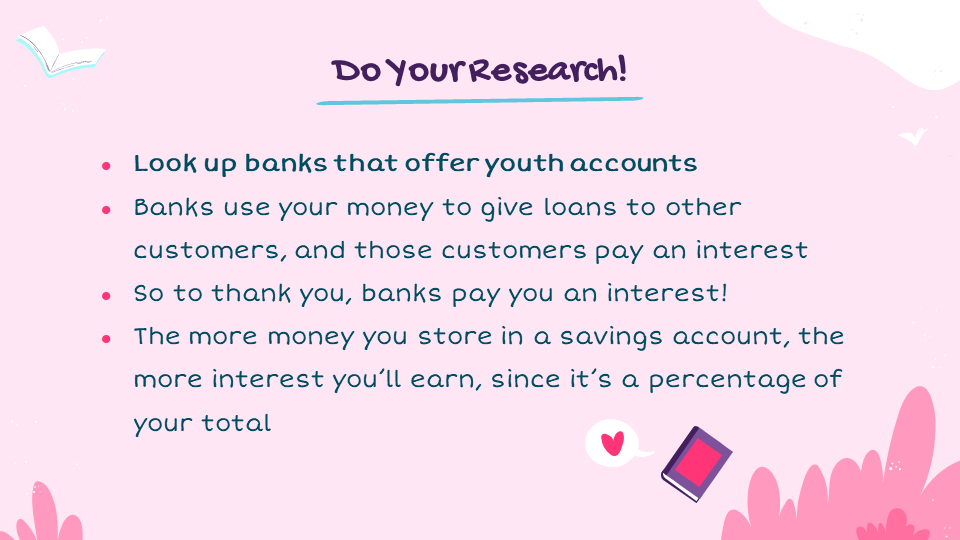 Do Your Research!
• Look up banks that offer youth accounts
• Banks use your money to give loans to other
customers, and those customers pay an interest
• So to thank you, banks pay you an interest!
• The more money you store in a savings account, the
more interest you’ll earn, since it’s a percentage of
your total